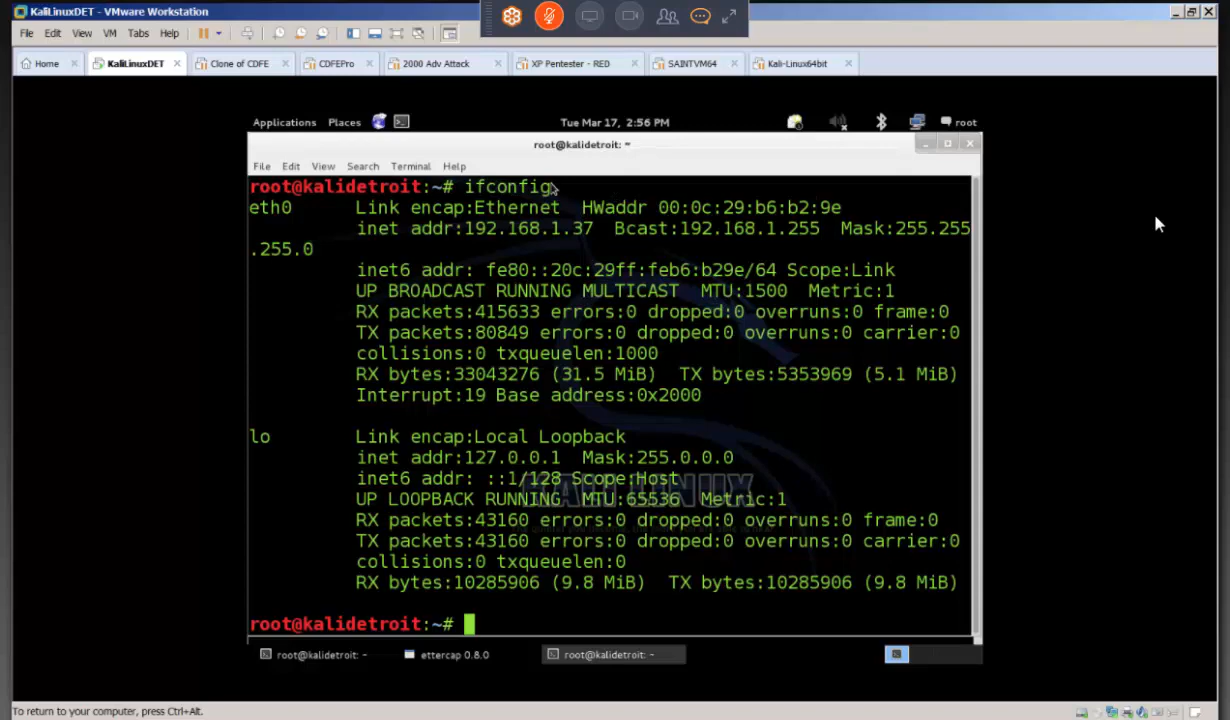 KaliLinuxDET - VMware Workstation
File Edit View VM Tabs Help
Home KaliLinuxDET Clone of CDFE CDFEPro 2000 Adv Attack XP Pentester - RED SAINTVM64 Kali-Linux64bit
Applications Places Tue Mar 17, 2:56 PM root
root@kalidetroit: ~
File Edit View Search Terminal Help
root@kalidetroit:~# ifconfig
eth0 Link encap:Ethernet HWaddr 00:0c:29:b6:b2:9e
inet addr:192.168.1.37 Bcast:192.168.1.255 Mask:255.255
.255.0
inet6 addr: fe80::20c:29ff:feb6:b29e/64 Scope:Link
UP BROADCAST RUNNING MULTICAST MTU:1500 Metric:1
RX packets:415633 errors:0 dropped:0 overruns:0 frame:0
TX packets:80849 errors:0 dropped:0 overruns:0 carrier:0
collisions:0 txqueuelen:1000
RX bytes:33043276 (31.5 MiB) TX bytes:5353969 (5.1 MiB)
Interrupt:19 Base address:0x2000
lo Link encap:Local Loopback
inet addr:127.0.0.1 Mask:255.0.0.0
inet6 addr: ::1/128 Scope:Host
KALI LINUX
UP LOOPBACK RUNNING MTU:65536 Metric:1
RX packets:43160 errors:0 dropped:0 overruns:0 frame:0
TX packets:43160 errors:0 dropped:0 overruns:0 carrier:0
collisions:0 txqueuelen:0
RX bytes:10285906 (9.8 MiB) TX bytes:10285906 (9.8 MiB)
root@kalidetroit:~#
root@kalidetroit: ~ ettercap 0.8.0 root@kalidetroit: ~
To return to your computer, press Ctrl+Alt.